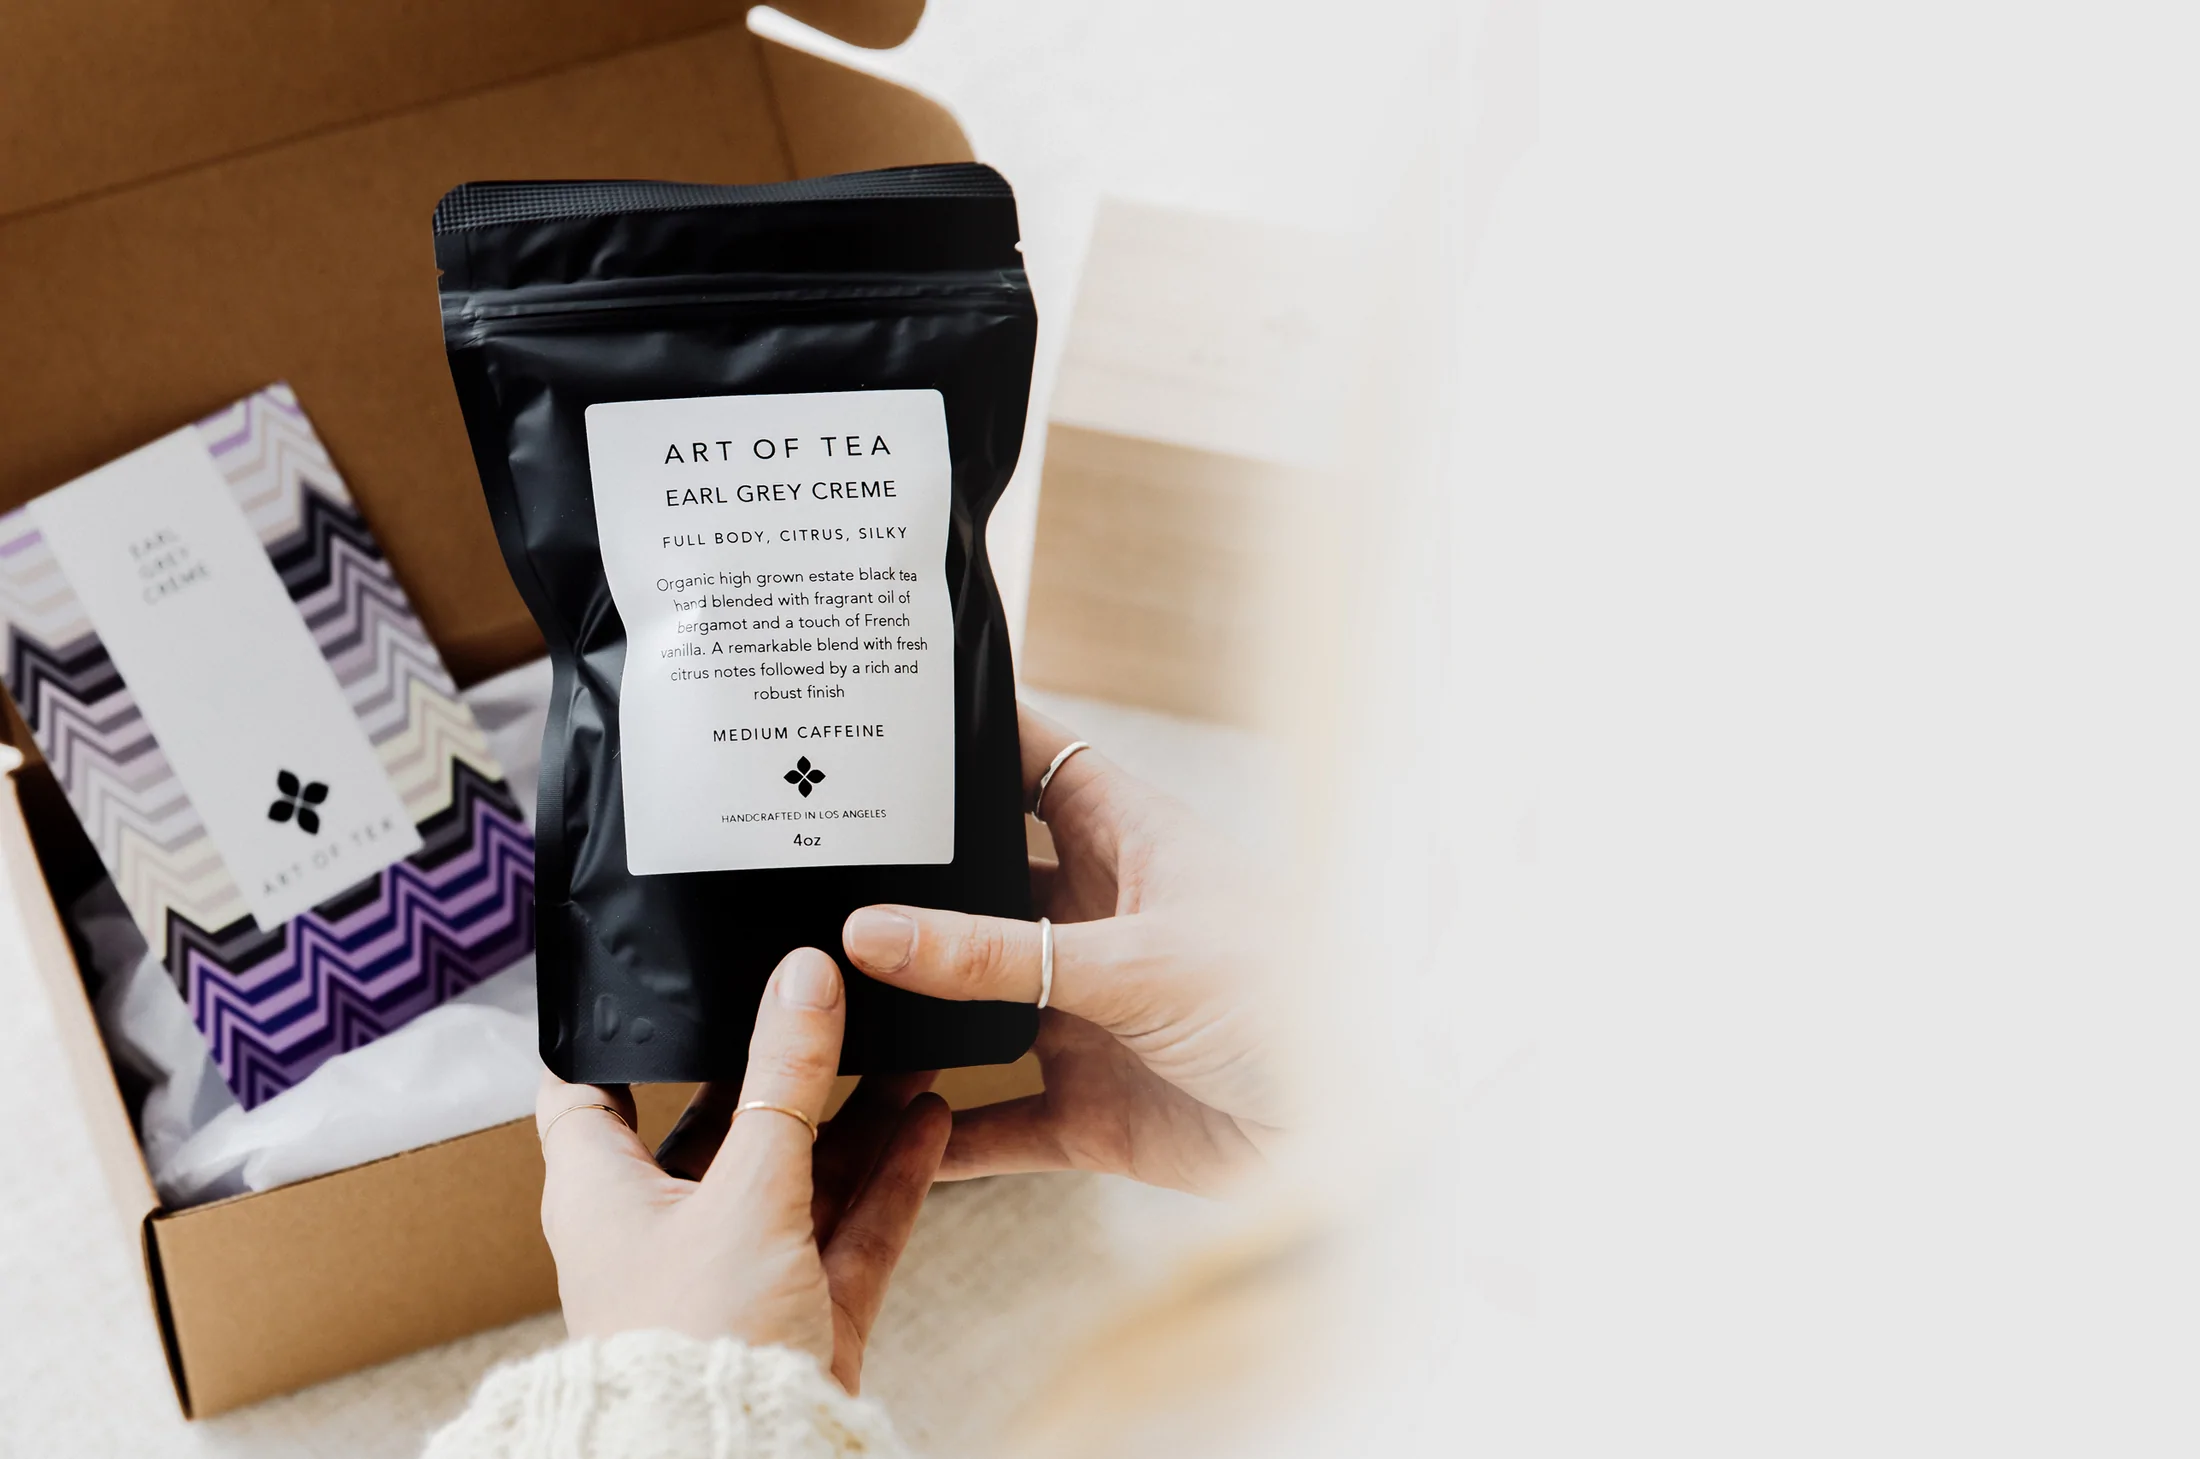 ART OF TEA
EARL GREY CREME
FULL BODY, CITRUS, SILKY
Organic high grown estate black tea
hand blended with fragrant oil of
bergamot and a touch of French
vanilla. A remarkable blend with fresh
citrus notes followed by a rich and
robust finish
MEDIUM CAFFEINE
HANDCRAFTED IN LOS ANGELES
4oz
EARL
GREY
CREME
ART OF TEA